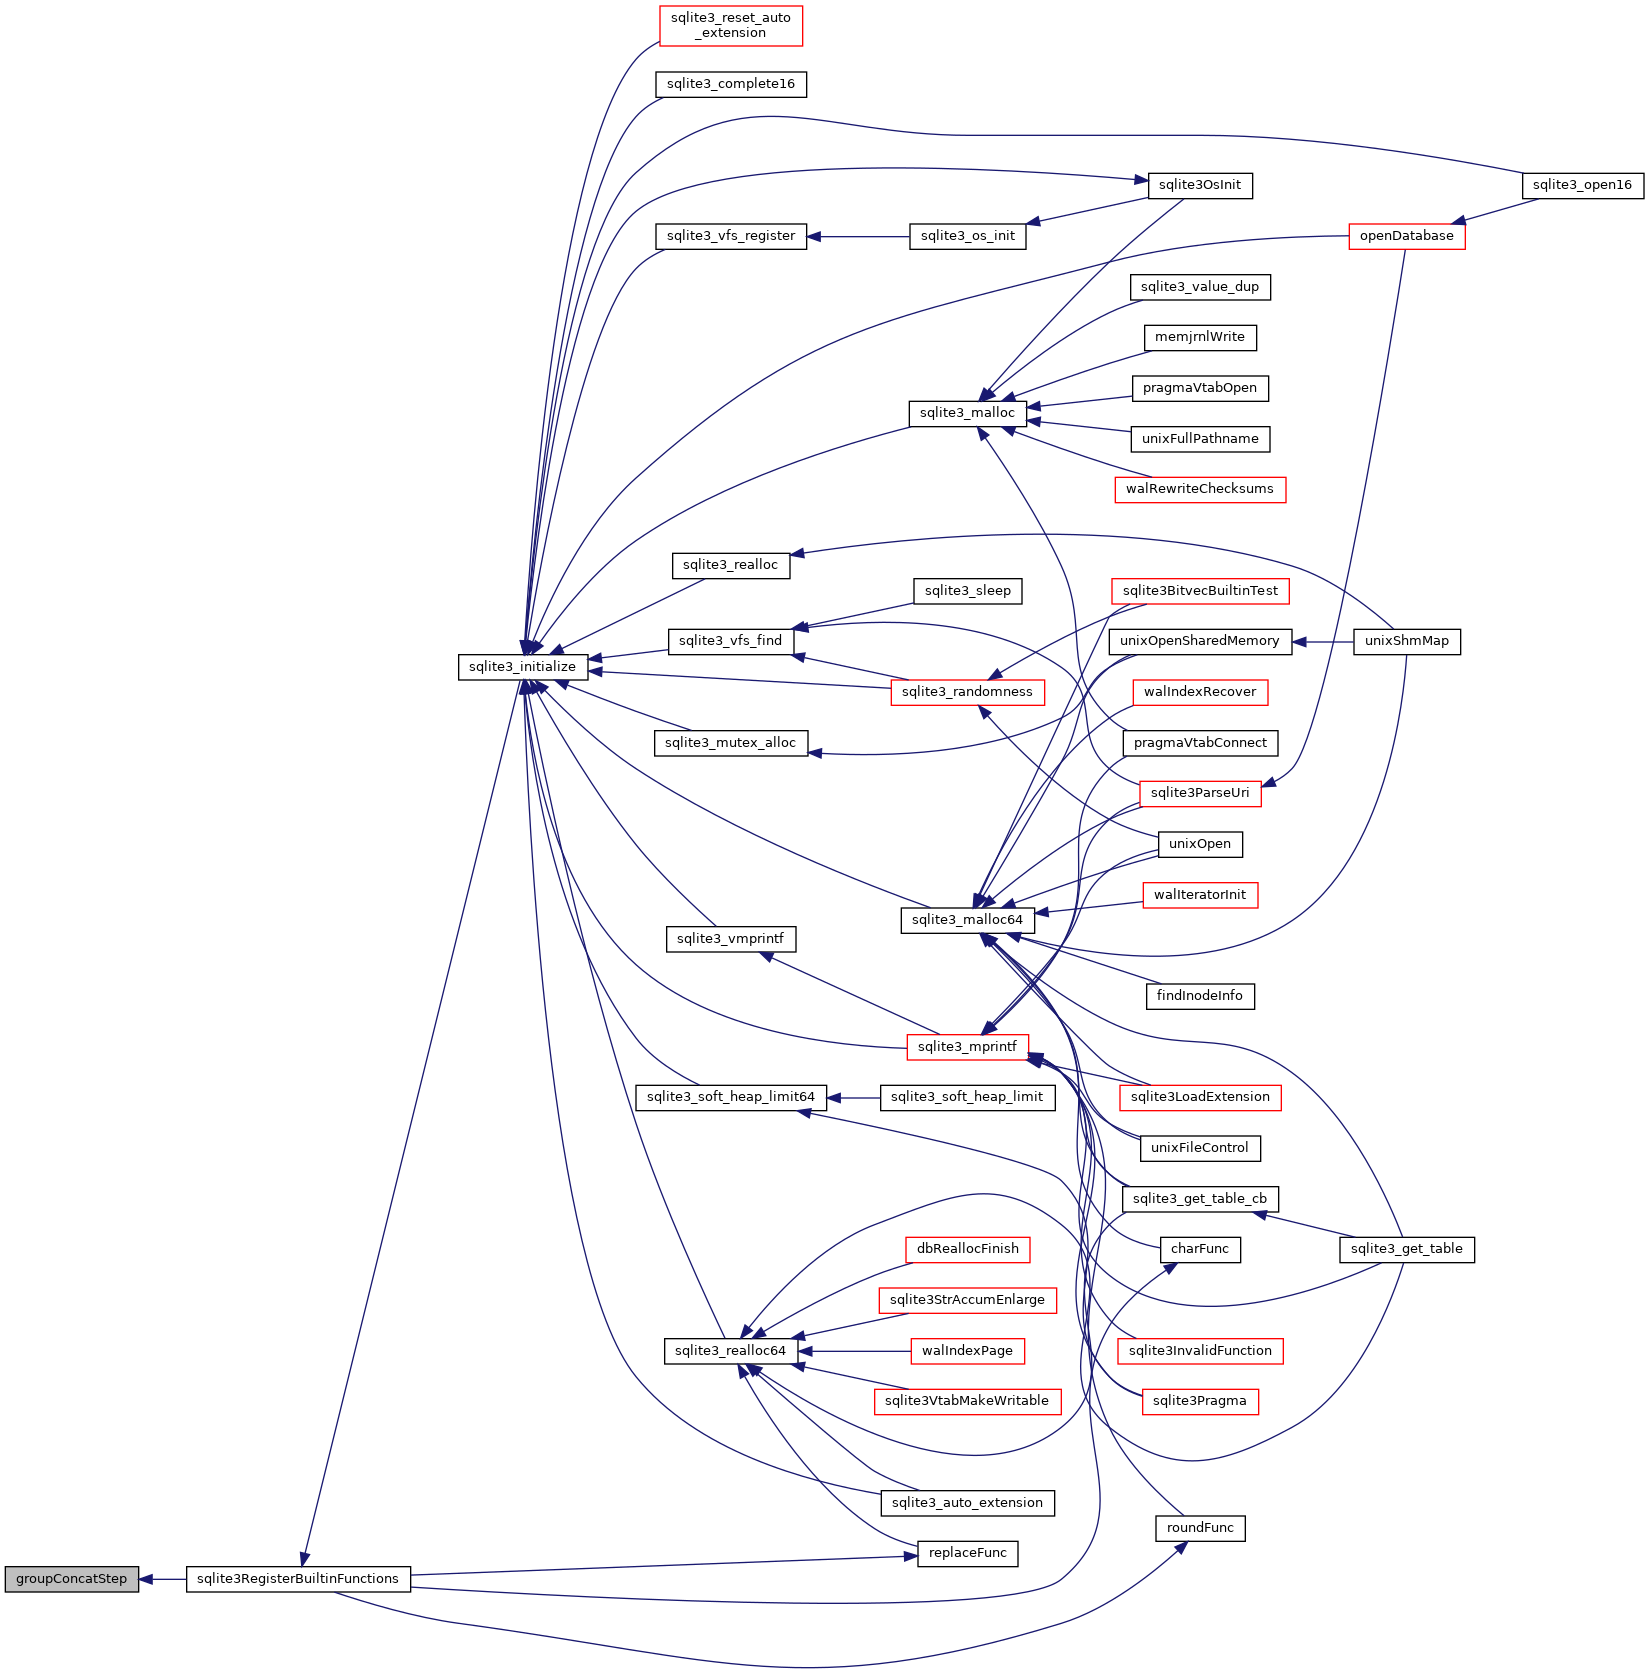 sqlite3_reset_auto
_extension
sqlite3_complete16
sqlite3OsInit
sqlite3_open16
sqlite3_vfs_register
sqlite3_os_init
openDatabase
sqlite3_value_dup
memjrnlWrite
pragmaVtabOpen
sqlite3_malloc
unixFullPathname
walRewriteChecksums
sqlite3_realloc
sqlite3_sleep
sqlite3BitvecBuiltinTest
sqlite3_vfs_find
unixOpenSharedMemory
unixShmMap
sqlite3_initialize
sqlite3_randomness
walIndexRecover
sqlite3_mutex_alloc
pragmaVtabConnect
sqlite3ParseUri
unixOpen
walIteratorInit
sqlite3_malloc64
sqlite3_vmprintf
findInodeInfo
sqlite3_mprintf
sqlite3_soft_heap_limit64
sqlite3_soft_heap_limit
sqlite3LoadExtension
unixFileControl
sqlite3_get_table_cb
dbReallocFinish
charFunc
sqlite3_get_table
sqlite3StrAccumEnlarge
sqlite3_realloc64
walIndexPage
sqlite3InvalidFunction
sqlite3VtabMakeWritable
sqlite3Pragma
sqlite3_auto_extension
roundFunc
replaceFunc
groupConcatStep
sqlite3RegisterBuiltinFunctions